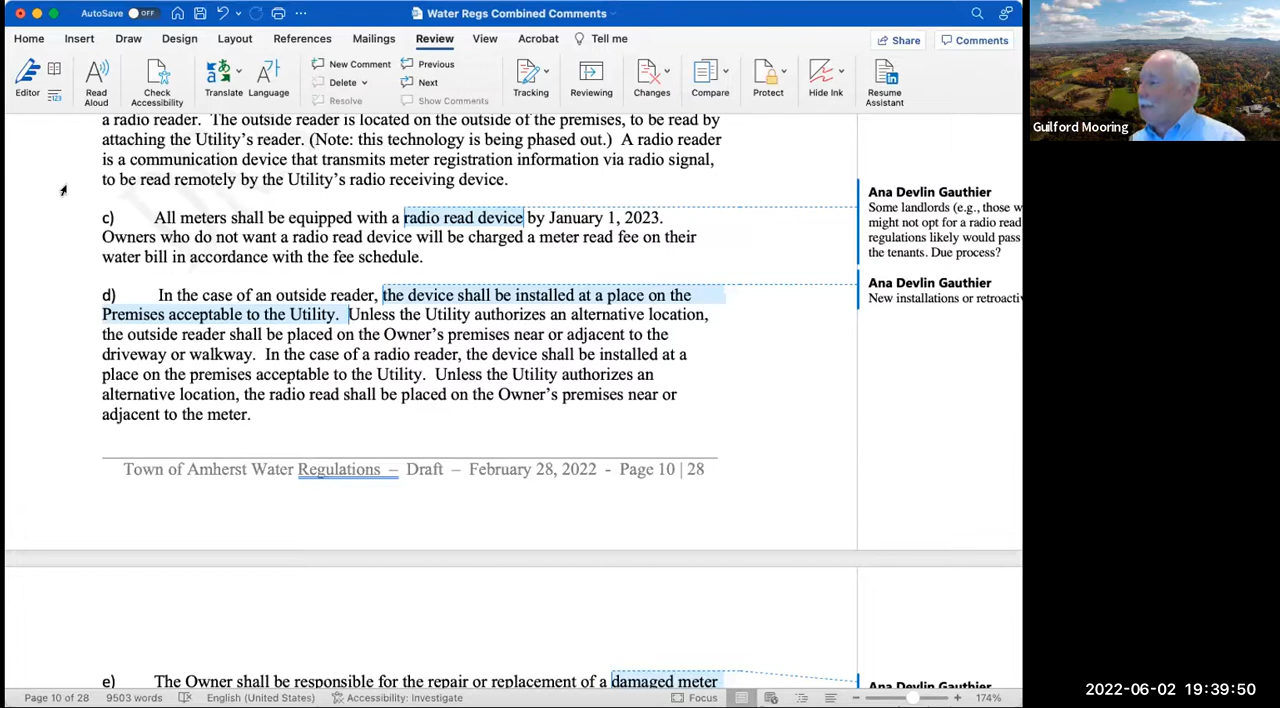 AutoSave OFF
Water Regs Combined Comments
Home Insert Draw Design Layout References Mailings Review View Acrobat Tell me
Share Comments
Editor
Read Aloud
Check Accessibility
Translate Language
New Comment
Delete
Resolve
Previous
Next
Show Comments
Tracking
Reviewing
Changes
Compare
Protect
Hide Ink
Resume Assistant
Guilford Mooring
a radio reader. The outside reader is located on the outside of the premises, to be read by
attaching the Utility's reader. (Note: this technology is being phased out.) A radio reader
is a communication device that transmits meter registration information via radio signal,
to be read remotely by the Utility's radio receiving device.
c) All meters shall be equipped with a radio read device by January 1, 2023.
Owners who do not want a radio read device will be charged a meter read fee on their
water bill in accordance with the fee schedule.
d) In the case of an outside reader, the device shall be installed at a place on the
Premises acceptable to the Utility. Unless the Utility authorizes an alternative location,
the outside reader shall be placed on the Owner's premises near or adjacent to the
driveway or walkway. In the case of a radio reader, the device shall be installed at a
place on the premises acceptable to the Utility. Unless the Utility authorizes an
alternative location, the radio read shall be placed on the Owner's premises near or
adjacent to the meter.
Town of Amherst Water Regulations – Draft – February 28, 2022 - Page 10 | 28
Ana Devlin Gauthier
Some landlords (e.g., those w
might not opt for a radio read
regulations likely would pass
the tenants. Due process?
Ana Devlin Gauthier
New installations or retroacti
e) The Owner shall be responsible for the repair or replacement of a damaged meter
Ana Devlin Gauthier
Page 10 of 28 9503 words English (United States) Accessibility: Investigate Focus 174%
2022-06-02 19:39:50